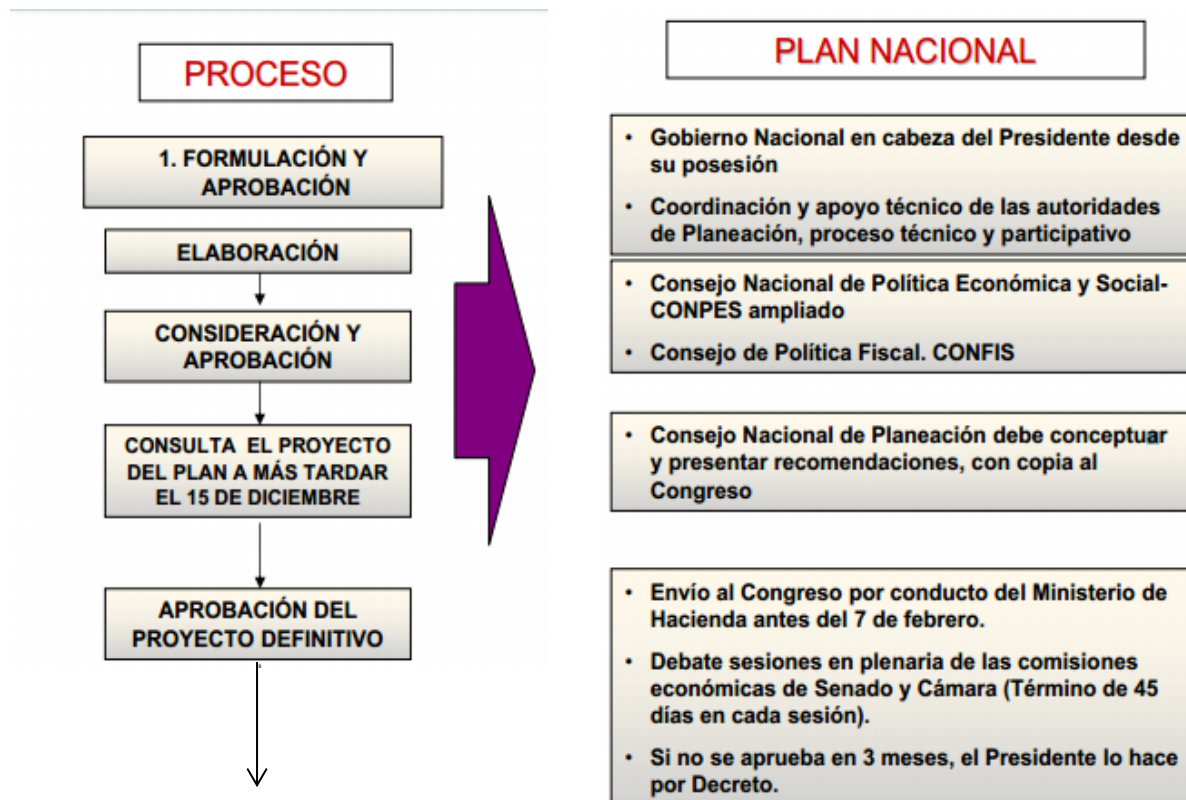 PROCESO
1. FORMULACIÓN Y
APROBACIÓN
ELABORACIÓN
CONSIDERACIÓN Y
APROBACIÓN
CONSULTA EL PROYECTO
DEL PLAN A MÁS TARDAR
EL 15 DE DICIEMBRE
APROBACIÓN DEL
PROYECTO DEFINITIVO
PLAN NACIONAL
• Gobierno Nacional en cabeza del Presidente desde
su posesión
• Coordinación y apoyo técnico de las autoridades
de Planeación, proceso técnico y participativo
• Consejo Nacional de Política Económica y Social-
CONPES ampliado
• Consejo de Política Fiscal. CONFIS
• Consejo Nacional de Planeación debe conceptuar
y presentar recomendaciones, con copia al
Congreso
• Envío al Congreso por conducto del Ministerio de
Hacienda antes del 7 de febrero.
• Debate sesiones en plenaria de las comisiones
económicas de Senado y Cámara (Término de 45
días en cada sesión).
• Si no se aprueba en 3 meses, el Presidente lo hace
por Decreto.